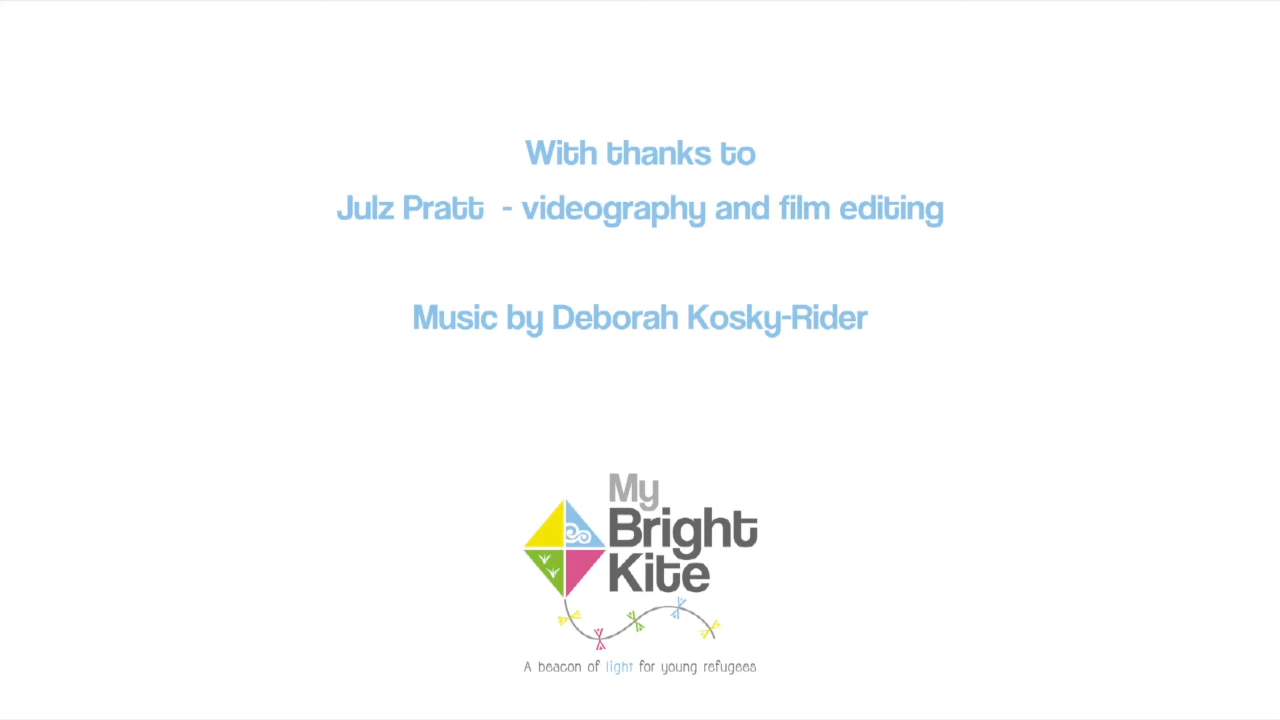 With thanks to
Julz Pratt - videography and film editing
Music by Deborah Kosky-Rider
My
Bright
Kite
A beacon of light for young refugees